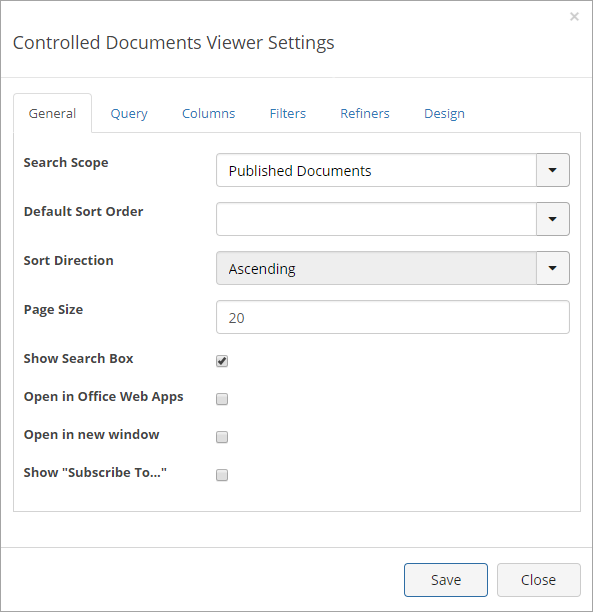 ×
Controlled Documents Viewer Settings
General Query Columns Filters Refiners Design
Search Scope Published Documents
Default Sort Order
Sort Direction Ascending
Page Size 20
Show Search Box
Open in Office Web Apps
Open in new window
Show "Subscribe To..."
Save Close